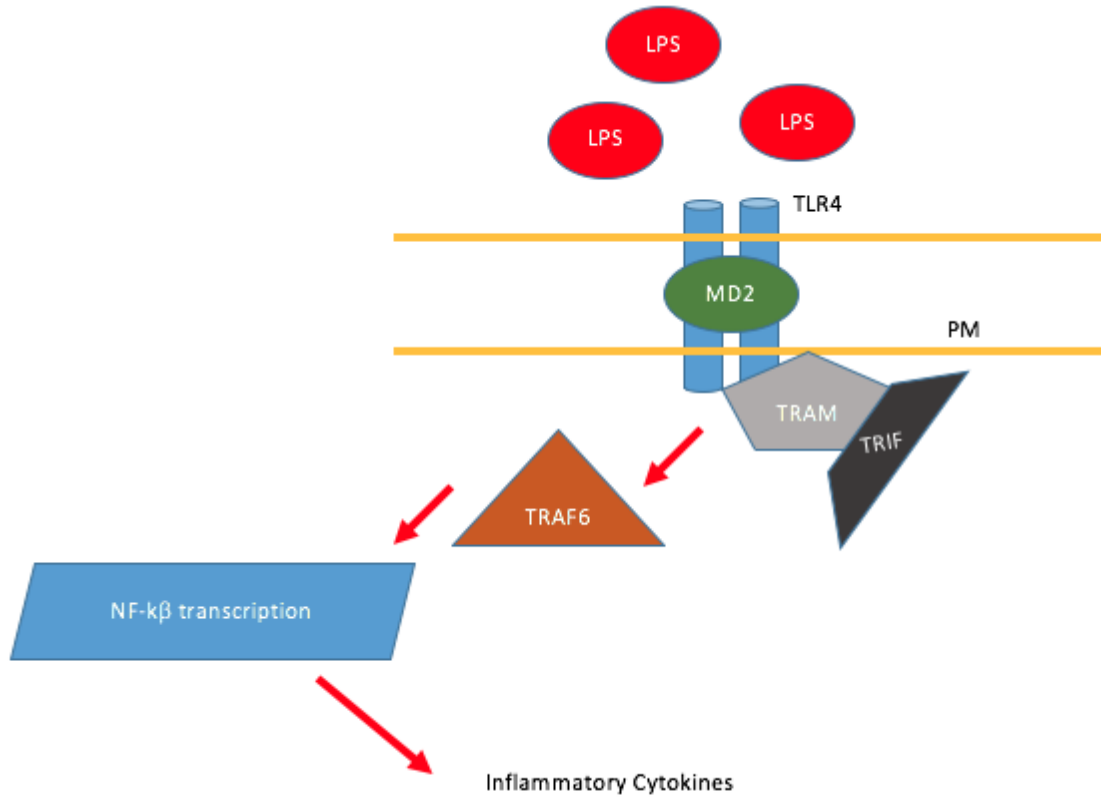 LPS
LPS
LPS
TLR4
MD2
PM
TRAM
TRIF
TRAF6
NF-kβ transcription
Inflammatory Cytokines